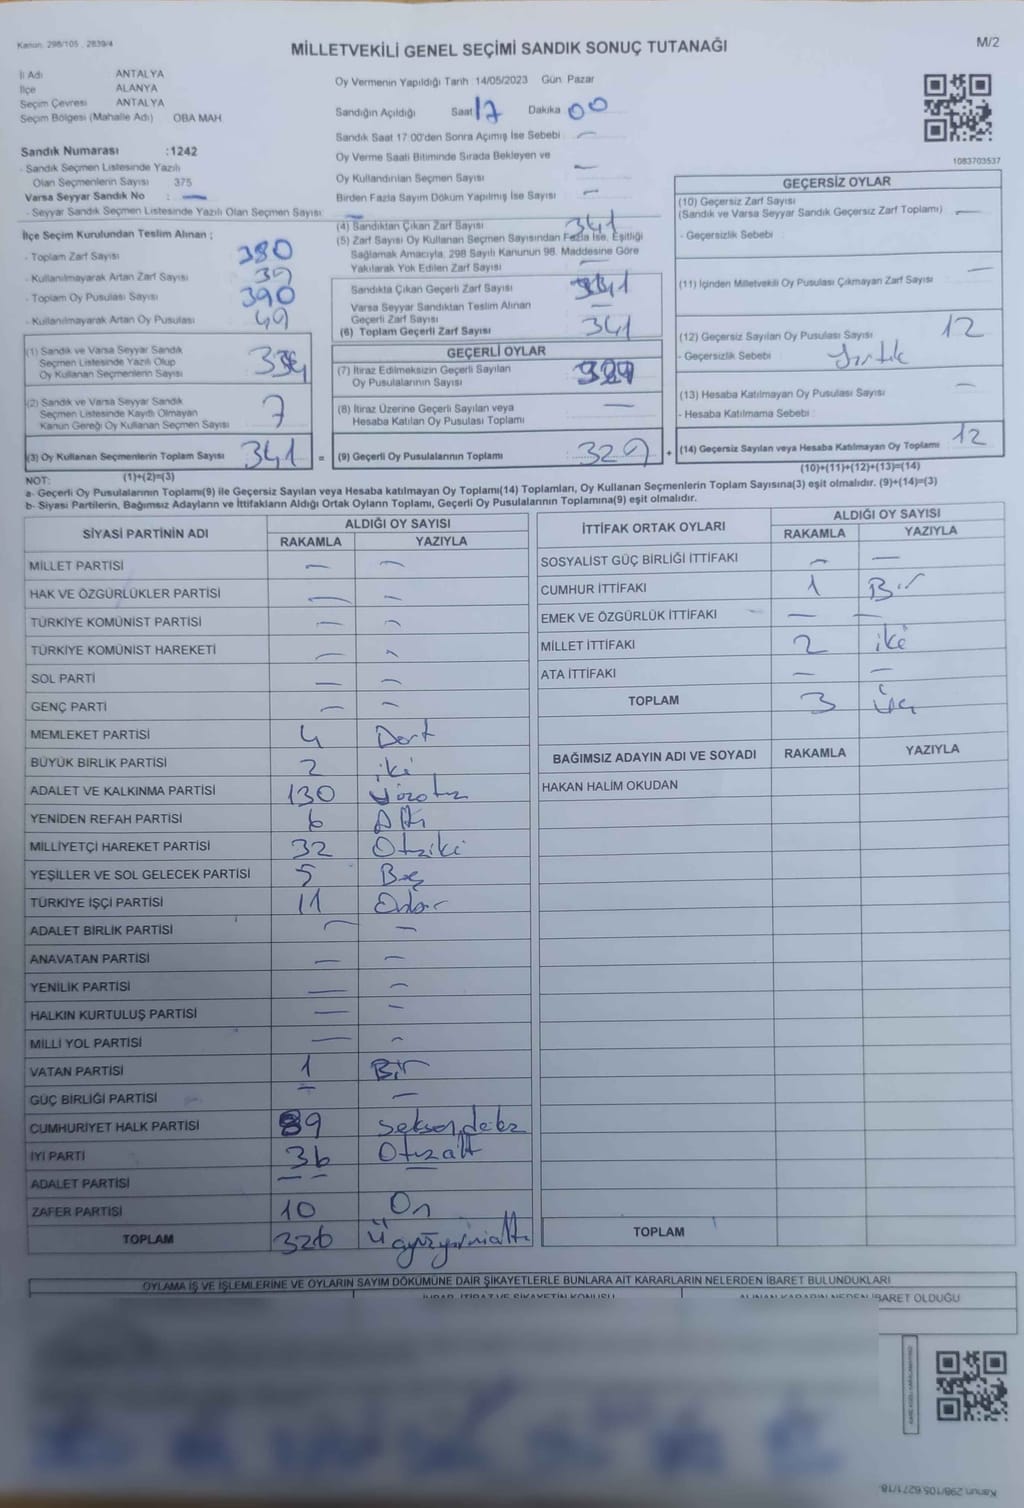 Kanun: 298/105 , 2839/4
MİLLETVEKİLİ GENEL SEÇİMİ SANDIK SONUÇ TUTANAĞI
M/2
İl Adı ANTALYA
İlçe ALANYA
Seçim Çevresi ANTALYA
Seçim Bölgesi (Mahalle Adı) OBA MAH.
Sandık Numarası :1242
- Sandık Seçmen Listesinde Yazılı
Olan Seçmenlerin Sayısı 375
Varsa Seyyar Sandık No : —
- Seyyar Sandık Seçmen Listesinde Yazılı Olan Seçmen Sayısı: —
İlçe Seçim Kurulundan Teslim Alınan ;
- Toplam Zarf Sayısı 380
- Kullanılmayarak Artan Zarf Sayısı 39
- Toplam Oy Pusulası Sayısı 390
- Kullanılmayarak Artan Oy Pusulası 49
(1) Sandık ve Varsa Seyyar Sandık
Seçmen Listesinde Yazılı Olup
Oy Kullanan Seçmenlerin Sayısı 334
(2) Sandık ve Varsa Seyyar Sandık
Seçmen Listesinde Kayıtlı Olmayan
Kanun Gereği Oy Kullanan Seçmen Sayısı 7
(3) Oy Kullanan Seçmenlerin Toplam Sayısı 341 =
(1)+(2)=(3)
Oy Vermenin Yapıldığı Tarih :14/05/2023 Gün: Pazar
Sandığın Açıldığı Saat 17 Dakika 00
Sandık Saat 17:00'den Sonra Açımış İse Sebebi : —
Oy Verme Saati Bitiminde Sırada Bekleyen ve
Oy Kullandırılan Seçmen Sayısı —
Birden Fazla Sayım Döküm Yapılmış İse Sayısı —
(4) Sandıktan Çıkan Zarf Sayısı 341
(5) Zarf Sayısı Oy Kullanan Seçmen Sayısından Fazla İse, Eşitliği
Sağlamak Amacıyla, 298 Sayılı Kanunun 98. Maddesine Göre
Yakılarak Yok Edilen Zarf Sayısı —
Sandıkta Çıkan Geçerli Zarf Sayısı 341
Varsa Seyyar Sandıktan Teslim Alınan
Geçerli Zarf Sayısı —
(6) Toplam Geçerli Zarf Sayısı 341
GEÇERLİ OYLAR
(7) İtiraz Edilmeksizin Geçerli Sayılan
Oy Pusulalarının Sayısı 329
(8) İtiraz Üzerine Geçerli Sayılan veya
Hesaba Katılan Oy Pusulası Toplamı —
(9) Geçerli Oy Pusulalarının Toplamı 329 +
1083703537
GEÇERSİZ OYLAR
(10) Geçersiz Zarf Sayısı
(Sandık ve Varsa Seyyar Sandık Geçersiz Zarf Toplamı) —
- Geçersizlik Sebebi :
(11) İçinden Milletvekili Oy Pusulası Çıkmayan Zarf Sayısı —
(12) Geçersiz Sayılan Oy Pusulası Sayısı 12
- Geçersizlik Sebebi Yırtık
(13) Hesaba Katılmayan Oy Pusulası Sayısı —
- Hesaba Katılmama Sebebi :
(14) Geçersiz Sayılan veya Hesaba Katılmayan Oy Toplamı 12
(10)+(11)+(12)+(13)=(14)
NOT:
a- Geçerli Oy Pusulalarının Toplamı(9) ile Geçersiz Sayılan veya Hesaba katılmayan Oy Toplamı(14) Toplamları, Oy Kullanan Seçmenlerin Toplam Sayısına(3) eşit olmalıdır. (9)+(14)=(3)
b- Siyasi Partilerin, Bağımsız Adayların ve İttifakların Aldığı Ortak Oyların Toplamı, Geçerli Oy Pusulalarının Toplamına(9) eşit olmalıdır.
SİYASİ PARTİNİN ADI ALDIĞI OY SAYISI
RAKAMLA YAZIYLA
MİLLET PARTİSİ — —
HAK VE ÖZGÜRLÜKLER PARTİSİ — —
TÜRKİYE KOMÜNİST PARTİSİ — —
TÜRKİYE KOMÜNİST HAREKETİ — —
SOL PARTİ — —
GENÇ PARTİ — —
MEMLEKET PARTİSİ 4 Dört
BÜYÜK BİRLİK PARTİSİ 2 iki
ADALET VE KALKINMA PARTİSİ 130 Yüzotuz
YENİDEN REFAH PARTİSİ 6 Altı
MİLLİYETÇİ HAREKET PARTİSİ 32 Otuziki
YEŞİLLER VE SOL GELECEK PARTİSİ 5 Beş
TÜRKİYE İŞÇİ PARTİSİ 11 Onbir
ADALET BİRLİK PARTİSİ — —
ANAVATAN PARTİSİ — —
YENİLİK PARTİSİ — —
HALKIN KURTULUŞ PARTİSİ — —
MİLLİ YOL PARTİSİ — —
VATAN PARTİSİ 1 Bir
GÜÇ BİRLİĞİ PARTİSİ — —
CUMHURİYET HALK PARTİSİ 89 seksendokuz
İYİ PARTİ 36 Otuzaltı
ADALET PARTİSİ — —
ZAFER PARTİSİ 10 On
TOPLAM 326 Üçyüzyirmialtı
İTTİFAK ORTAK OYLARI ALDIĞI OY SAYISI
RAKAMLA YAZIYLA
SOSYALİST GÜÇ BİRLİĞİ İTTİFAKI — —
CUMHUR İTTİFAKI 1 Bir
EMEK VE ÖZGÜRLÜK İTTİFAKI — —
MİLLET İTTİFAKI 2 iki
ATA İTTİFAKI — —
TOPLAM 3 Üç
BAĞIMSIZ ADAYIN ADI VE SOYADI RAKAMLA YAZIYLA
HAKAN HALİM OKUDAN
TOPLAM
OYLAMA İŞ VE İŞLEMLERİNE VE OYLARIN SAYIM DÖKÜMÜNE DAİR ŞİKAYETLERLE BUNLARA AİT KARARLARIN NELERDEN İBARET BULUNDUKLARI
İHBAR, İTİRAZ VE ŞİKAYETİN KONUSU ALINAN KARARIN NEDEN İBARET OLDUĞU
Kanun 298/105,627/1/18